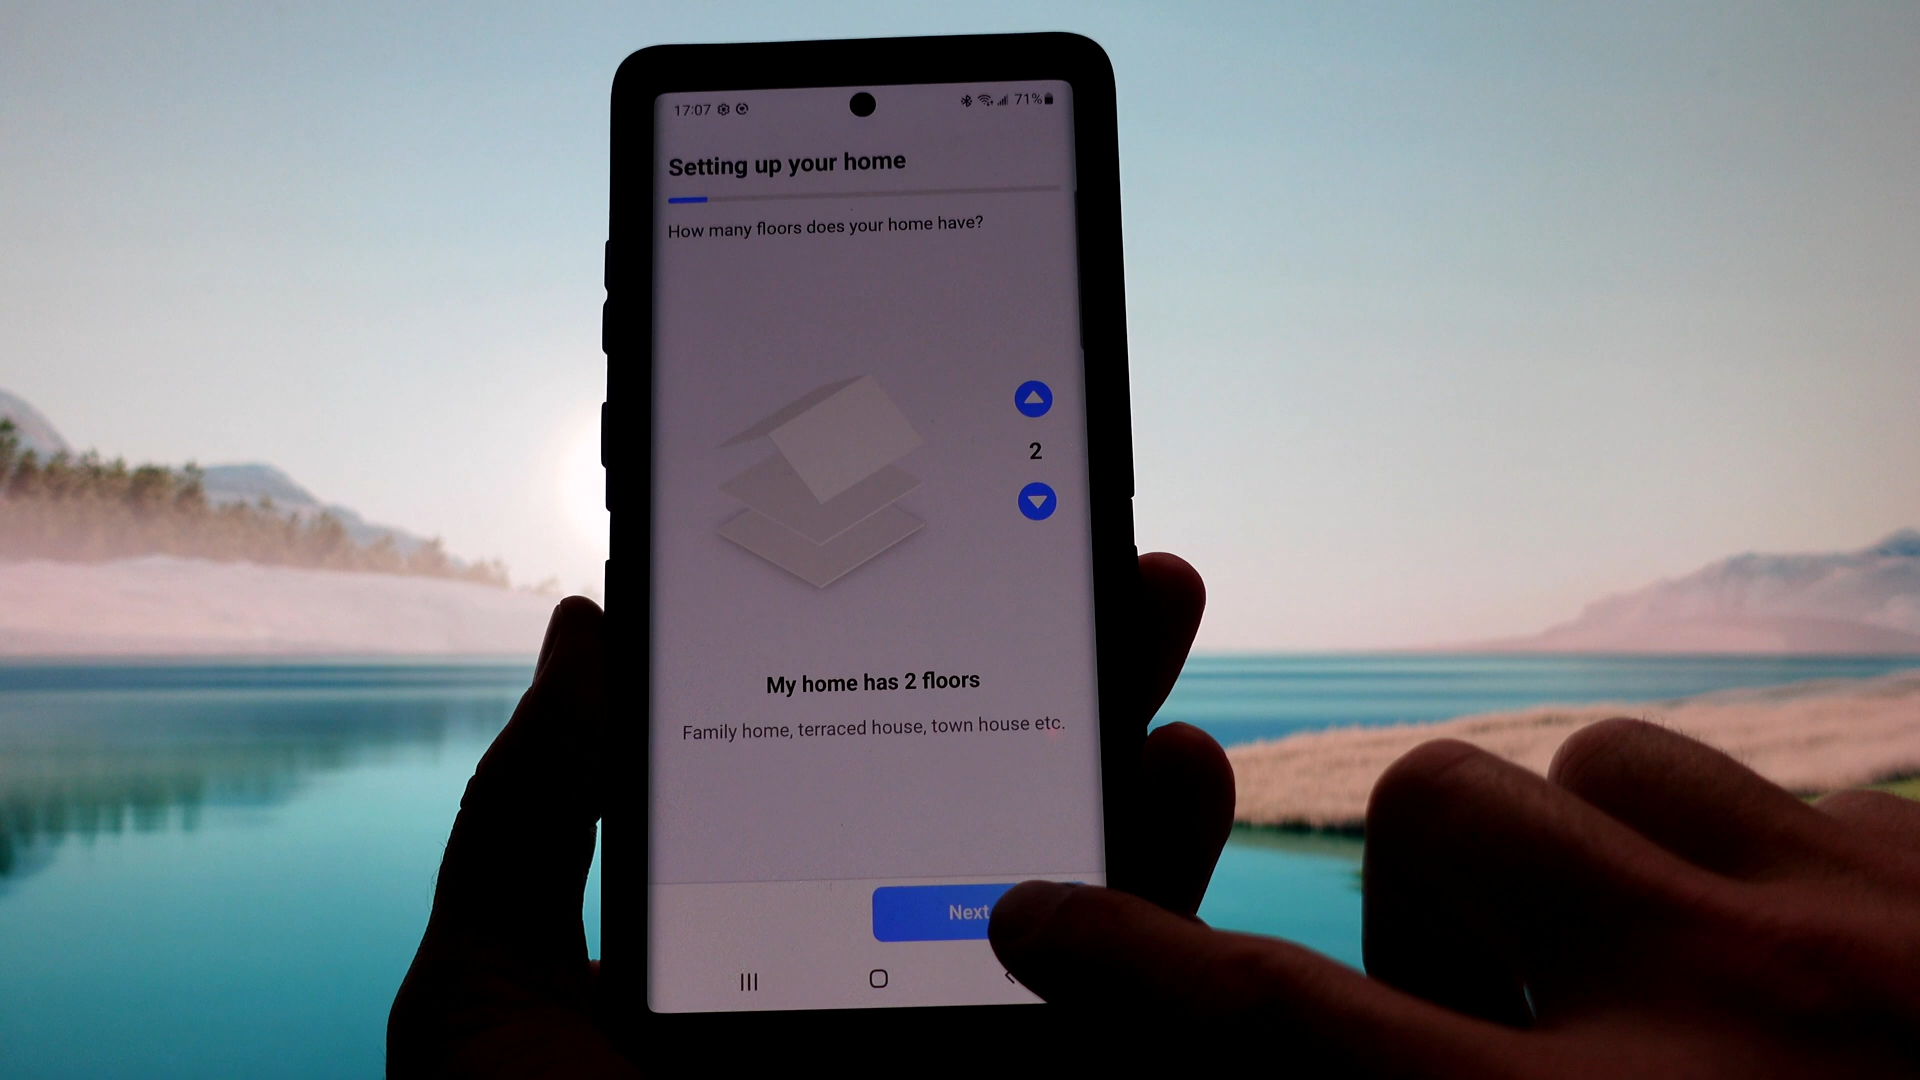 17:07 71%
Setting up your home
How many floors does your home have?
2
My home has 2 floors
Family home, terraced house, town house etc.
Next